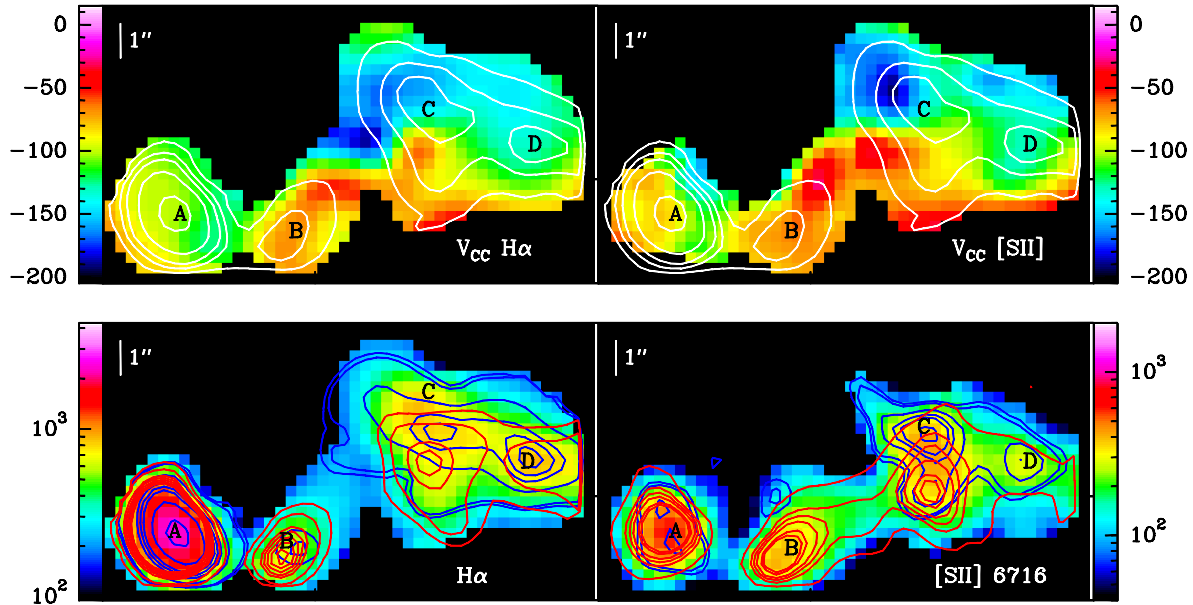 0
−50
−100
−150
−200
1″
A
B
C
D
V_CC Hα
1″
A
B
C
D
V_CC [SII]
0
−50
−100
−150
−200
10³
10²
1″
A
B
C
D
Hα
1″
A
B
C
D
[SII] 6716
10³
10²